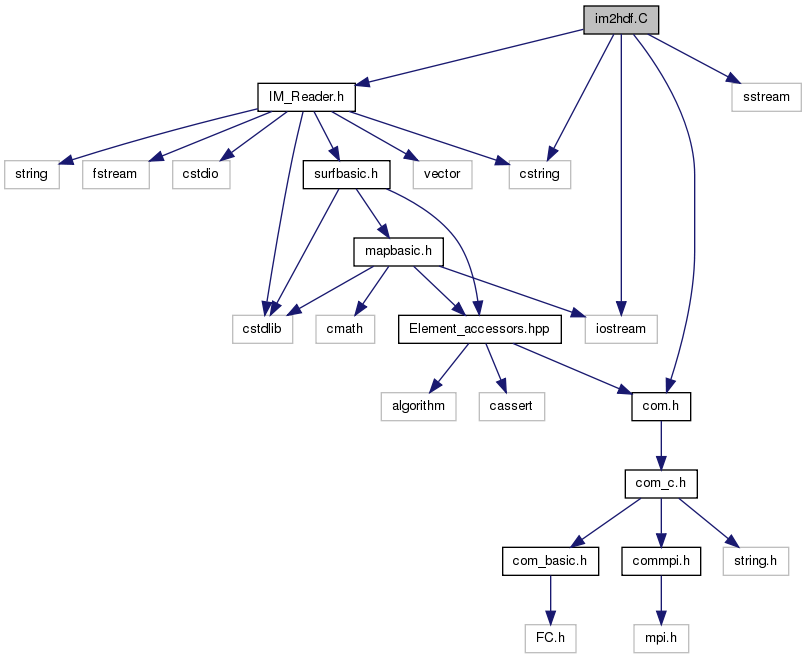 im2hdf.C
IM_Reader.h
sstream
string
fstream
cstdio
surfbasic.h
vector
cstring
mapbasic.h
cstdlib
cmath
Element_accessors.hpp
iostream
algorithm
cassert
com.h
com_c.h
com_basic.h
commpi.h
string.h
FC.h
mpi.h